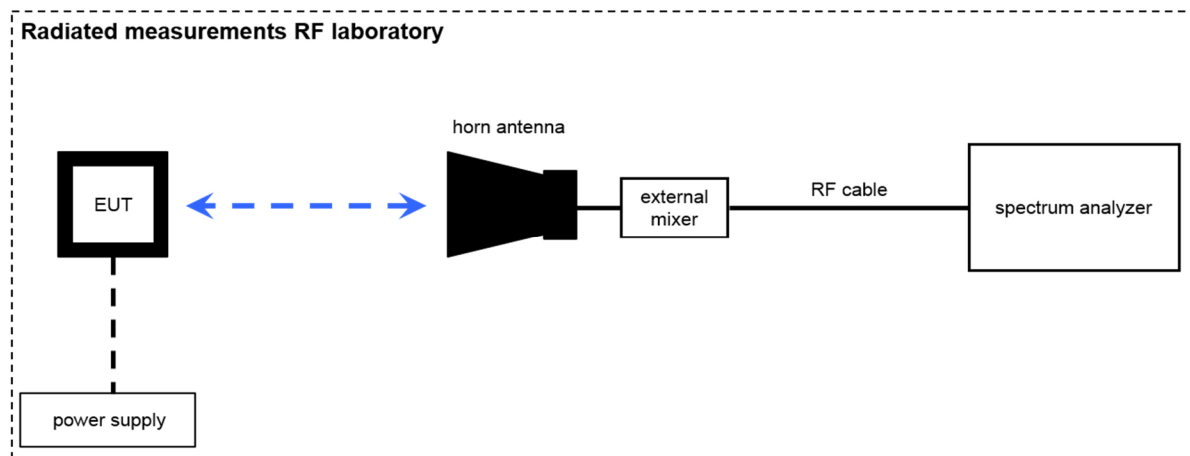 Radiated measurements RF laboratory
horn antenna
EUT
external
mixer
RF cable
spectrum analyzer
power supply